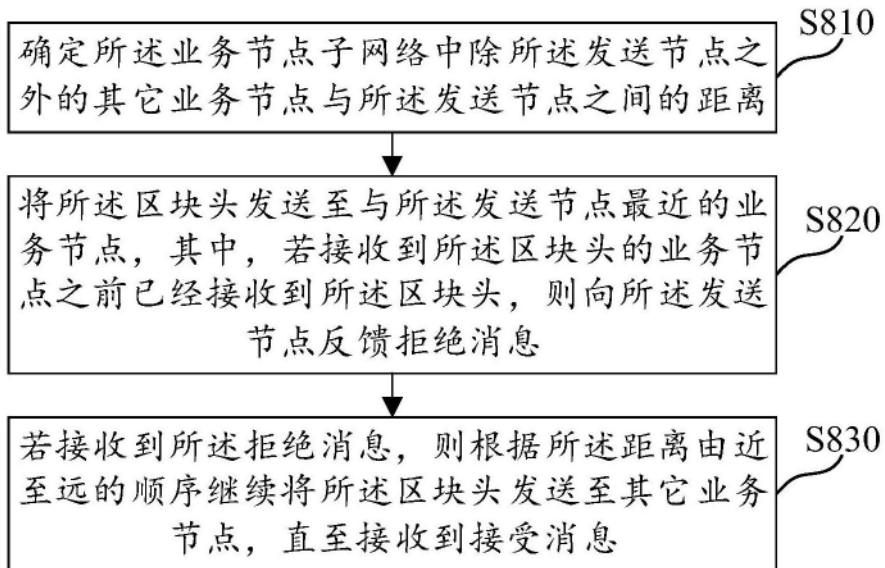 S810
确定所述业务节点子网络中除所述发送节点之
外的其它业务节点与所述发送节点之间的距离
S820
将所述区块头发送至与所述发送节点最近的业
务节点，其中，若接收到所述区块头的业务节
点之前已经接收到所述区块头，则向所述发送
节点反馈拒绝消息
S830
若接收到所述拒绝消息，则根据所述距离由近
至远的顺序继续将所述区块头发送至其它业务
节点，直至接收到接受消息